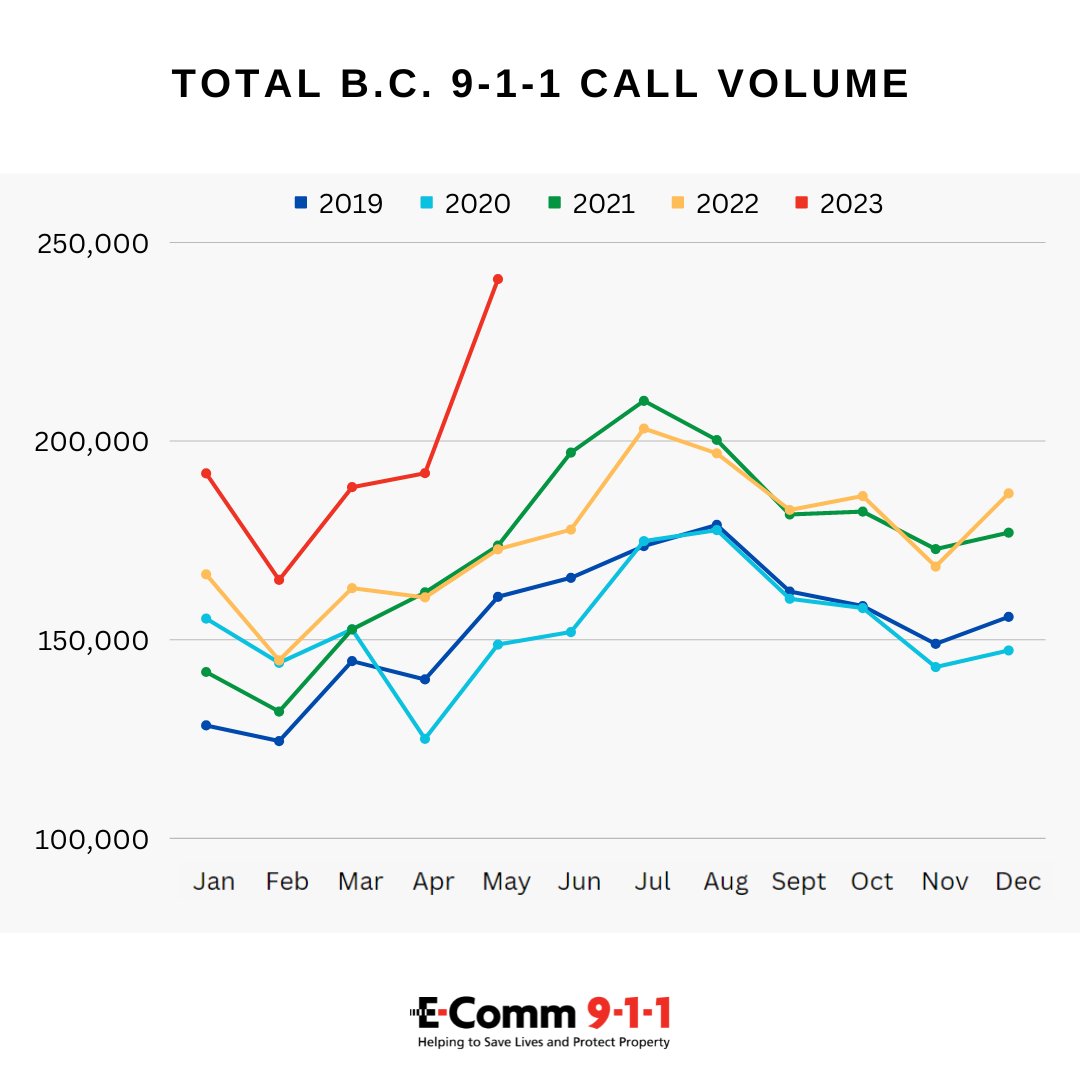 TOTAL B.C. 9-1-1 CALL VOLUME
2019 2020 2021 2022 2023
250,000
200,000
150,000
100,000
Jan Feb Mar Apr May Jun Jul Aug Sept Oct Nov Dec
E-Comm 9-1-1
Helping to Save Lives and Protect Property